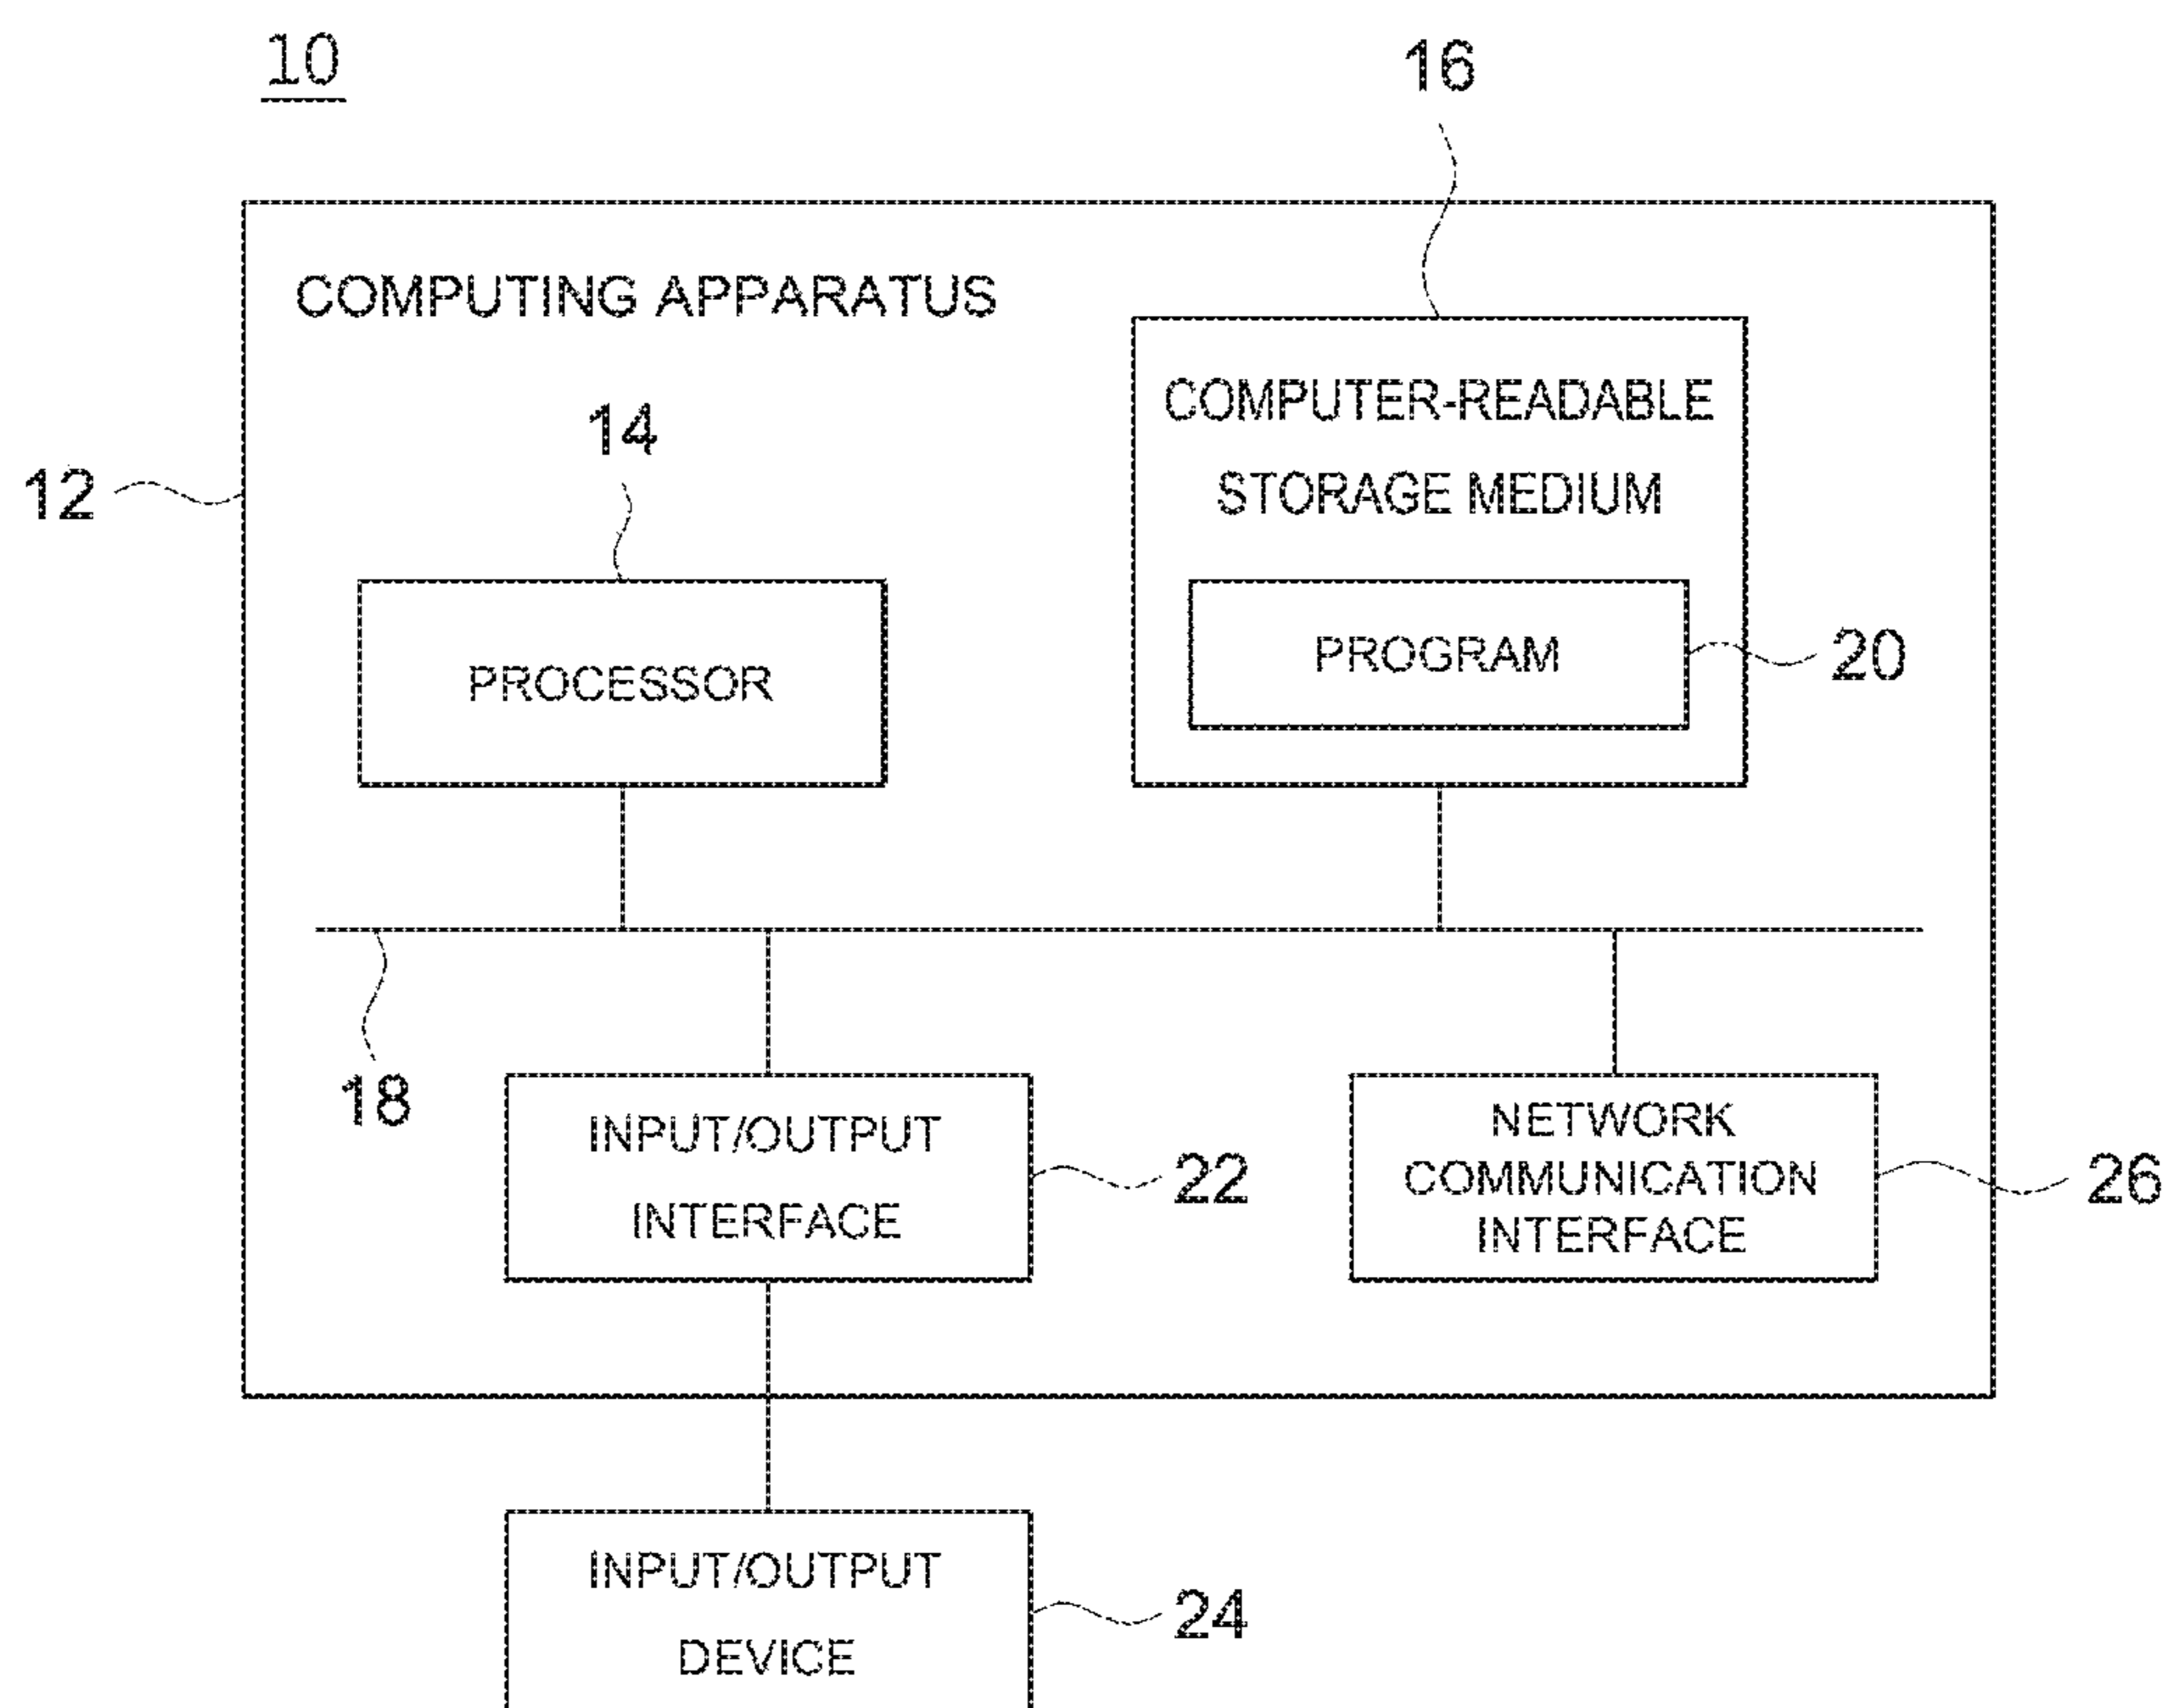 10
16
COMPUTING APPARATUS
COMPUTER-READABLE
STORAGE MEDIUM
14
12
PROCESSOR
PROGRAM
20
18
INPUT/OUTPUT
INTERFACE
22
NETWORK
COMMUNICATION
INTERFACE
26
INPUT/OUTPUT
DEVICE
24